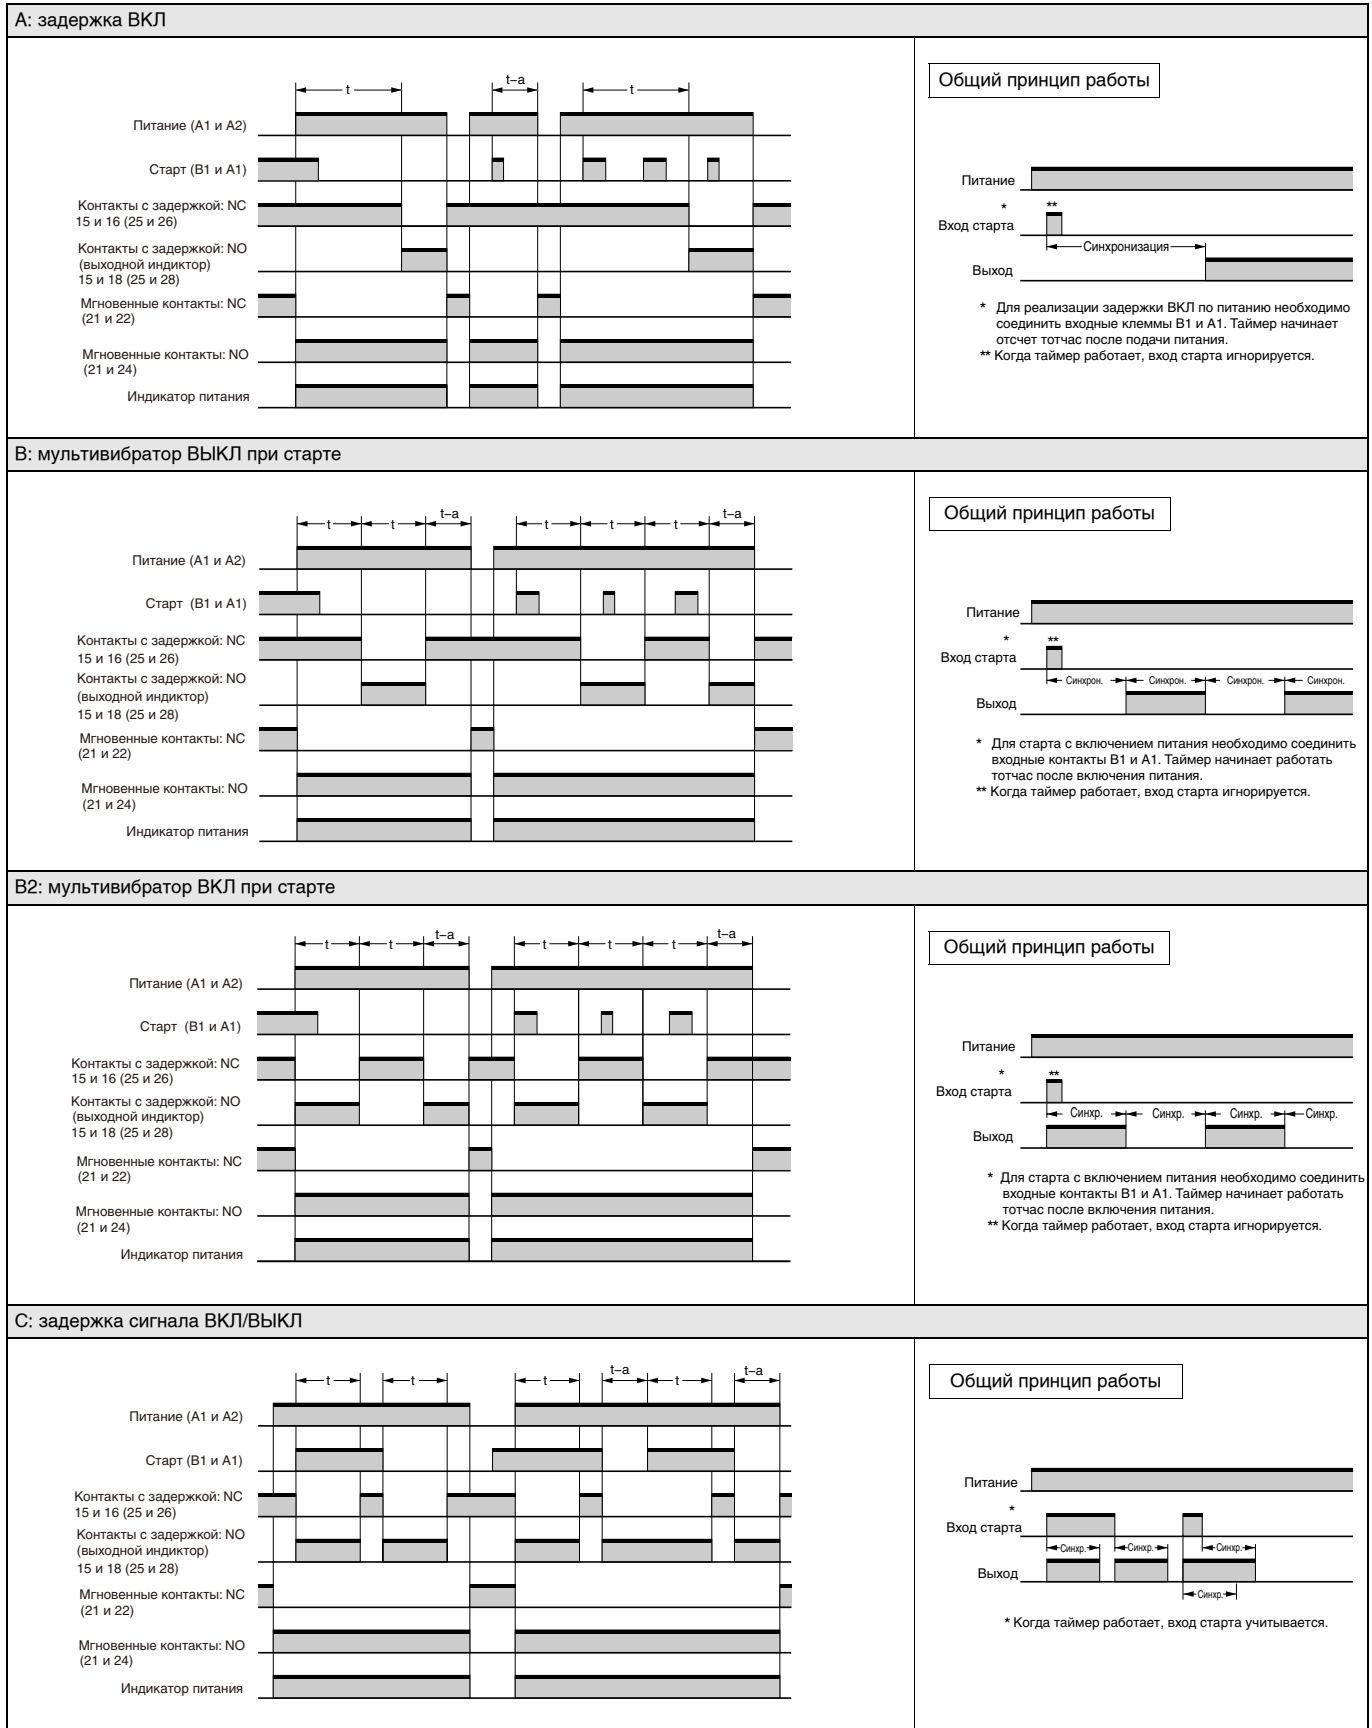 A: задержка ВКЛ
t
t–a
t
Питание (A1 и A2)
Старт (B1 и A1)
Контакты с задержкой: NC
15 и 16 (25 и 26)
Контакты с задержкой: NO
(выходной индиктор)
15 и 18 (25 и 28)
Мгновенные контакты: NC
(21 и 22)
Мгновенные контакты: NO
(21 и 24)
Индикатор питания
Общий принцип работы
Питание
*
**
Вход старта
Синхронизация
Выход
* Для реализации задержки ВКЛ по питанию необходимо
соединить входные клеммы B1 и A1. Таймер начинает
отсчет тотчас после подачи питания.
** Когда таймер работает, вход старта игнорируется.
B: мультивибратор ВЫКЛ при старте
t
t
t–a
t
t
t
t–a
Питание (A1 и A2)
Старт (B1 и A1)
Контакты с задержкой: NC
15 и 16 (25 и 26)
Контакты с задержкой: NO
(выходной индиктор)
15 и 18 (25 и 28)
Мгновенные контакты: NC
(21 и 22)
Мгновенные контакты: NO
(21 и 24)
Индикатор питания
Общий принцип работы
Питание
*
**
Вход старта
Синхрон.
Синхрон.
Синхрон.
Синхрон.
Выход
* Для старта с включением питания необходимо соединить
входные контакты B1 и A1. Таймер начинает работать
тотчас после включения питания.
** Когда таймер работает, вход старта игнорируется.
B2: мультивибратор ВКЛ при старте
t
t
t–a
t
t
t
t–a
Питание (A1 и A2)
Старт (B1 и A1)
Контакты с задержкой: NC
15 и 16 (25 и 26)
Контакты с задержкой: NO
(выходной индиктор)
15 и 18 (25 и 28)
Мгновенные контакты: NC
(21 и 22)
Мгновенные контакты: NO
(21 и 24)
Индикатор питания
Общий принцип работы
Питание
*
**
Вход старта
Синхр.
Синхр.
Синхр.
Синхр.
Выход
* Для старта с включением питания необходимо соединить
входные контакты B1 и A1. Таймер начинает работать
тотчас после включения питания.
** Когда таймер работает, вход старта игнорируется.
C: задержка сигнала ВКЛ/ВЫКЛ
t
t
t
t–a
t
t–a
Питание (A1 и A2)
Старт (B1 и A1)
Контакты с задержкой: NC
15 и 16 (25 и 26)
Контакты с задержкой: NO
(выходной индиктор)
15 и 18 (25 и 28)
Мгновенные контакты: NC
(21 и 22)
Мгновенные контакты: NO
(21 и 24)
Индикатор питания
Общий принцип работы
Питание
*
Вход старта
Синхр.
Синхр.
Синхр.
Выход
Синхр.
* Когда таймер работает, вход старта учитывается.